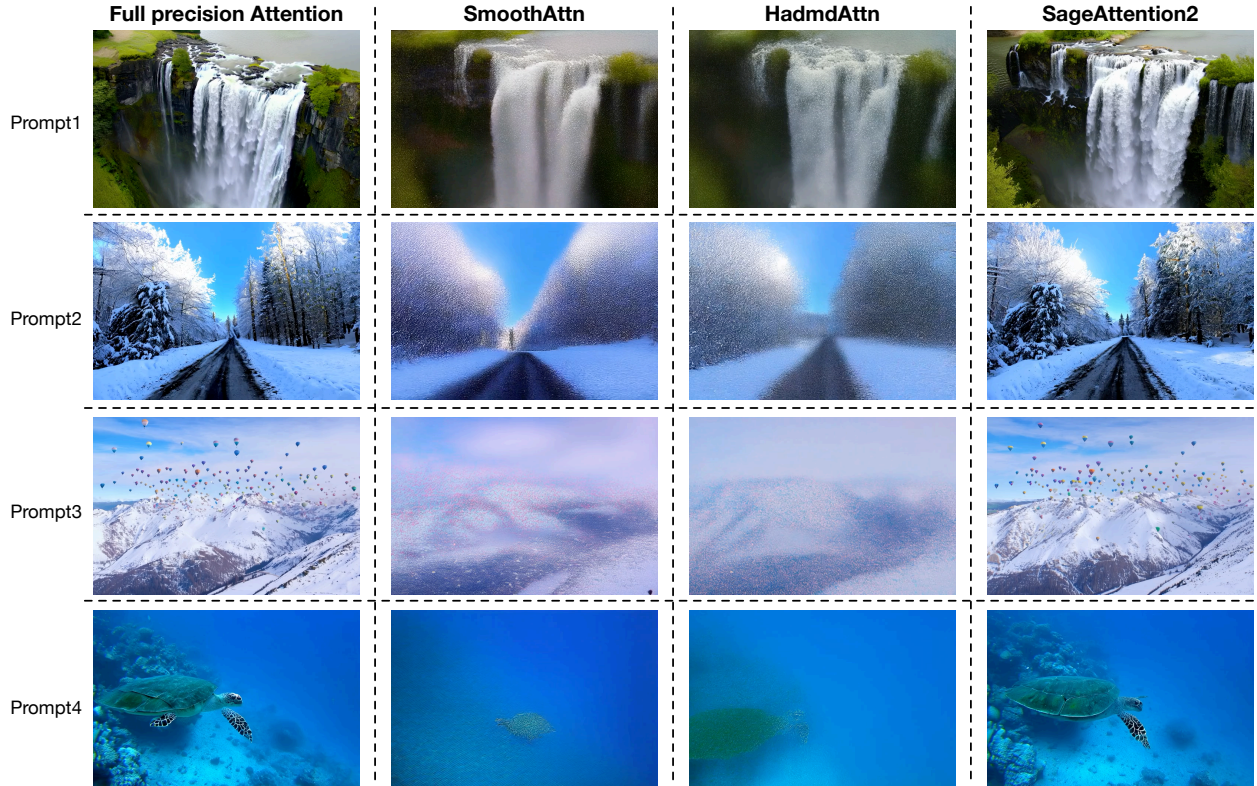 Full precision Attention
SmoothAttn
HadmdAttn
SageAttention2
Prompt1
Prompt2
Prompt3
Prompt4